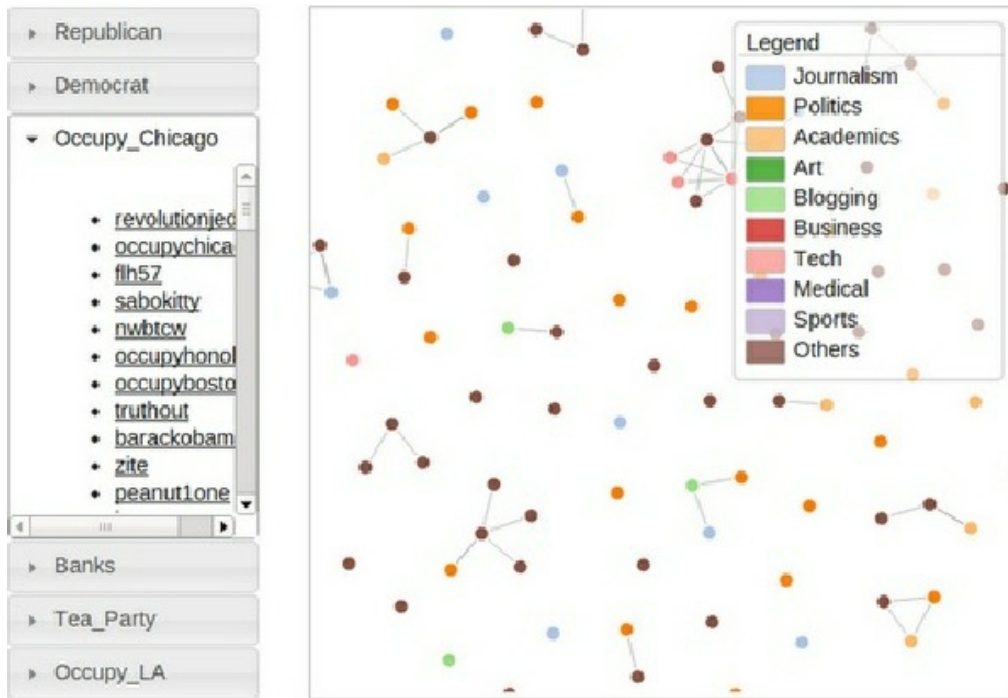 Republican
Democrat
Occupy_Chicago
revolutionjed
occupychica
flh57
sabokitty
nwbtcw
occupyhonol
occupybosto
truthout
barackobam
zite
peanut1one
Banks
Tea_Party
Occupy_LA
Legend
Journalism
Politics
Academics
Art
Blogging
Business
Tech
Medical
Sports
Others